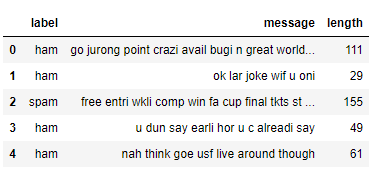 label message length
0 ham go jurong point crazi avail bugi n great world... 111
1 ham ok lar joke wif u oni 29
2 spam free entri wkli comp win fa cup final tkts st ... 155
3 ham u dun say earli hor u c alreadi say 49
4 ham nah think goe usf live around though 61